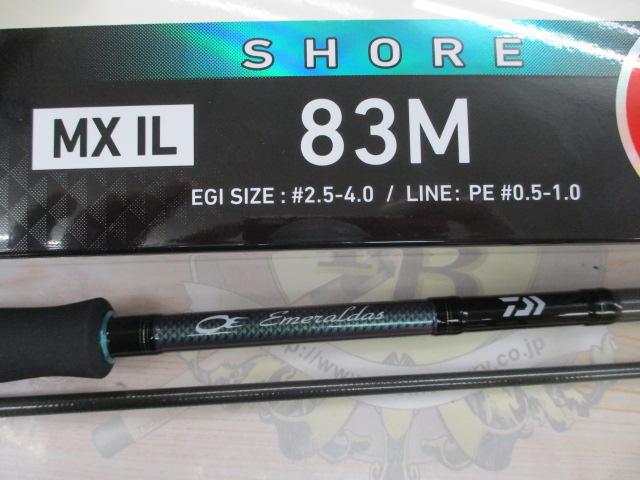 SHORE
MX IL
83M
EGI SIZE : #2.5-4.0 / LINE: PE #0.5-1.0
Emeraldas